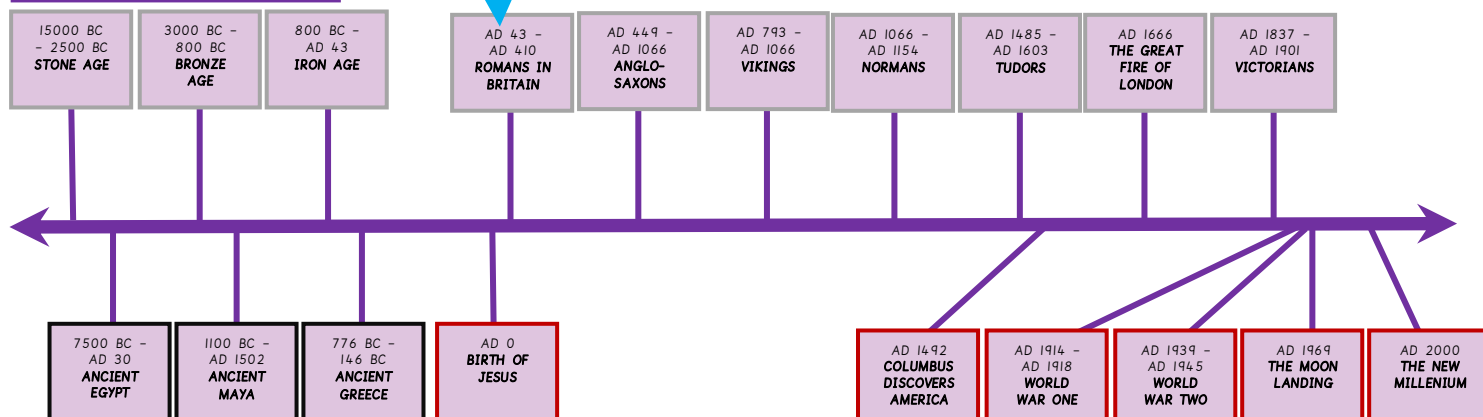 15000 BC
– 2500 BC
STONE AGE
3000 BC –
800 BC
BRONZE
AGE
800 BC –
AD 43
IRON AGE
AD 43 –
AD 410
ROMANS IN
BRITAIN
AD 449 –
AD 1066
ANGLO-
SAXONS
AD 793 –
AD 1066
VIKINGS
AD 1066 –
AD 1154
NORMANS
AD 1485 –
AD 1603
TUDORS
AD 1666
THE GREAT
FIRE OF
LONDON
AD 1837 –
AD 1901
VICTORIANS
7500 BC –
AD 30
ANCIENT
EGYPT
1100 BC –
AD 1502
ANCIENT
MAYA
776 BC –
146 BC
ANCIENT
GREECE
AD 0
BIRTH OF
JESUS
AD 1492
COLUMBUS
DISCOVERS
AMERICA
AD 1914 –
AD 1918
WORLD
WAR ONE
AD 1939 –
AD 1945
WORLD
WAR TWO
AD 1969
THE MOON
LANDING
AD 2000
THE NEW
MILLENIUM